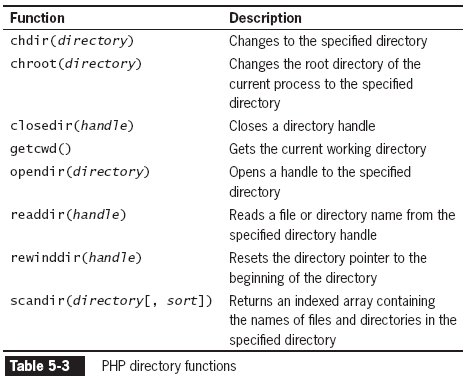 Function Description
chdir(directory) Changes to the specified directory
chroot(directory) Changes the root directory of the
current process to the specified
directory
closedir(handle) Closes a directory handle
getcwd() Gets the current working directory
opendir(directory) Opens a handle to the specified
directory
readdir(handle) Reads a file or directory name from the
specified directory handle
rewinddir(handle) Resets the directory pointer to the
beginning of the directory
scandir(directory[, sort]) Returns an indexed array containing
the names of files and directories in the
specified directory
Table 5-3 PHP directory functions